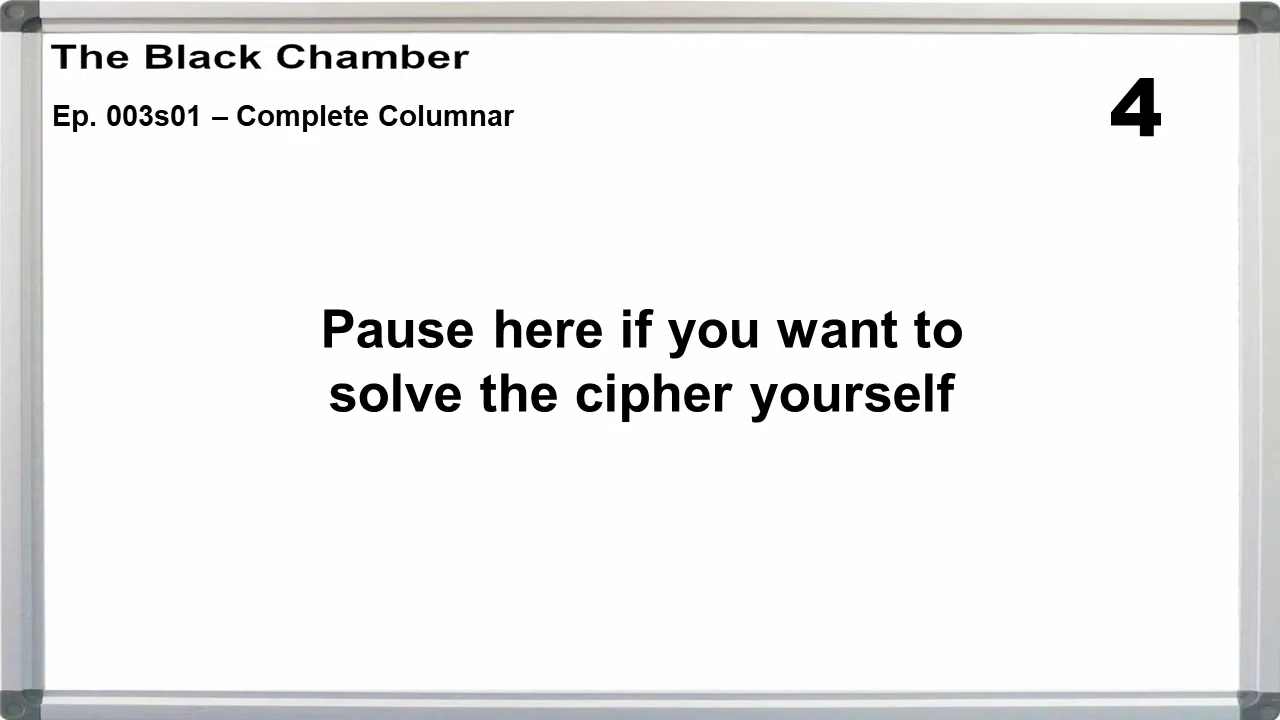 The Black Chamber
Ep. 003s01 – Complete Columnar
4
Pause here if you want to
solve the cipher yourself